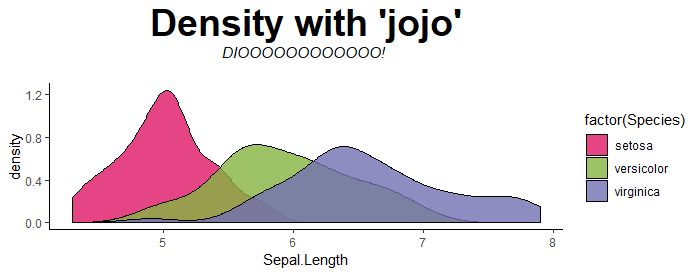 Density with 'jojo'
DIOOOOOOOOOOOO!
density
1.2
0.8
0.4
0.0
5
6
7
8
Sepal.Length
factor(Species)
setosa
versicolor
virginica